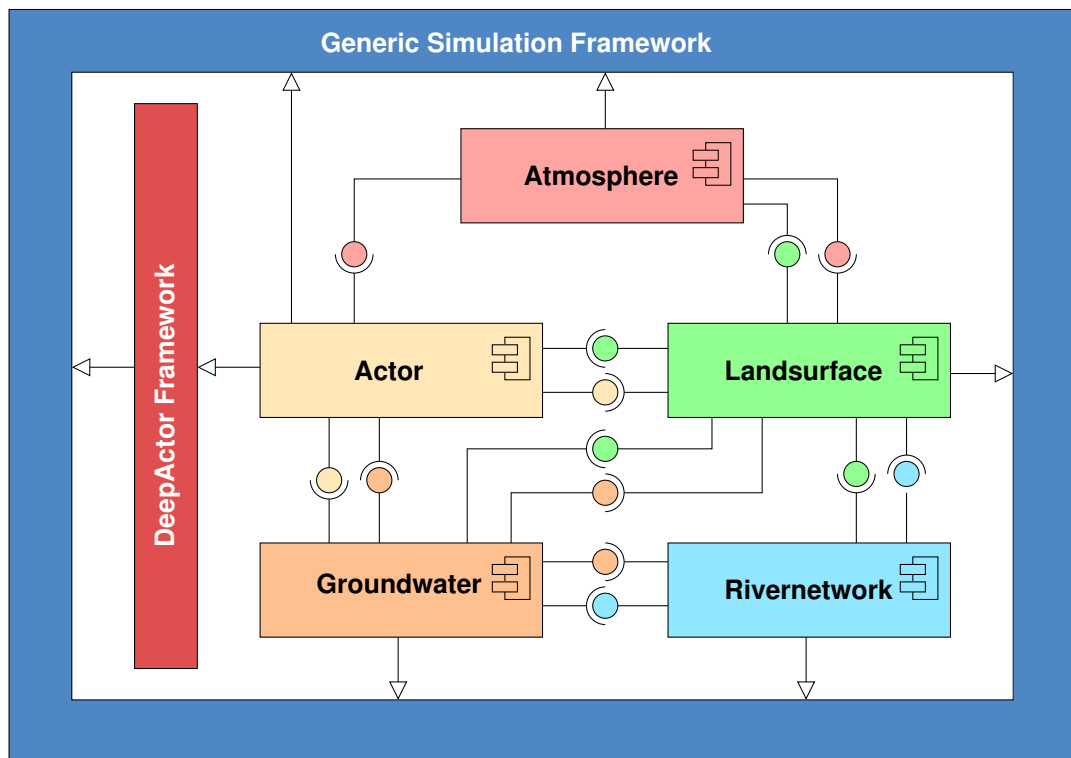 Generic Simulation Framework
Atmosphere
DeepActor Framework
Actor
Landsurface
Groundwater
Rivernetwork